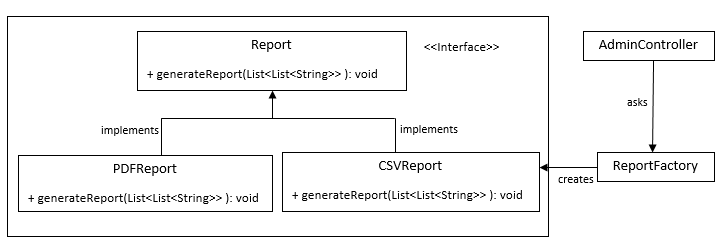 Report
<<Interface>>
+ generateReport(List<List<String>> ): void
AdminController
asks
implements
implements
PDFReport
+ generateReport(List<List<String>> ): void
CSVReport
+ generateReport(List<List<String>> ): void
ReportFactory
creates